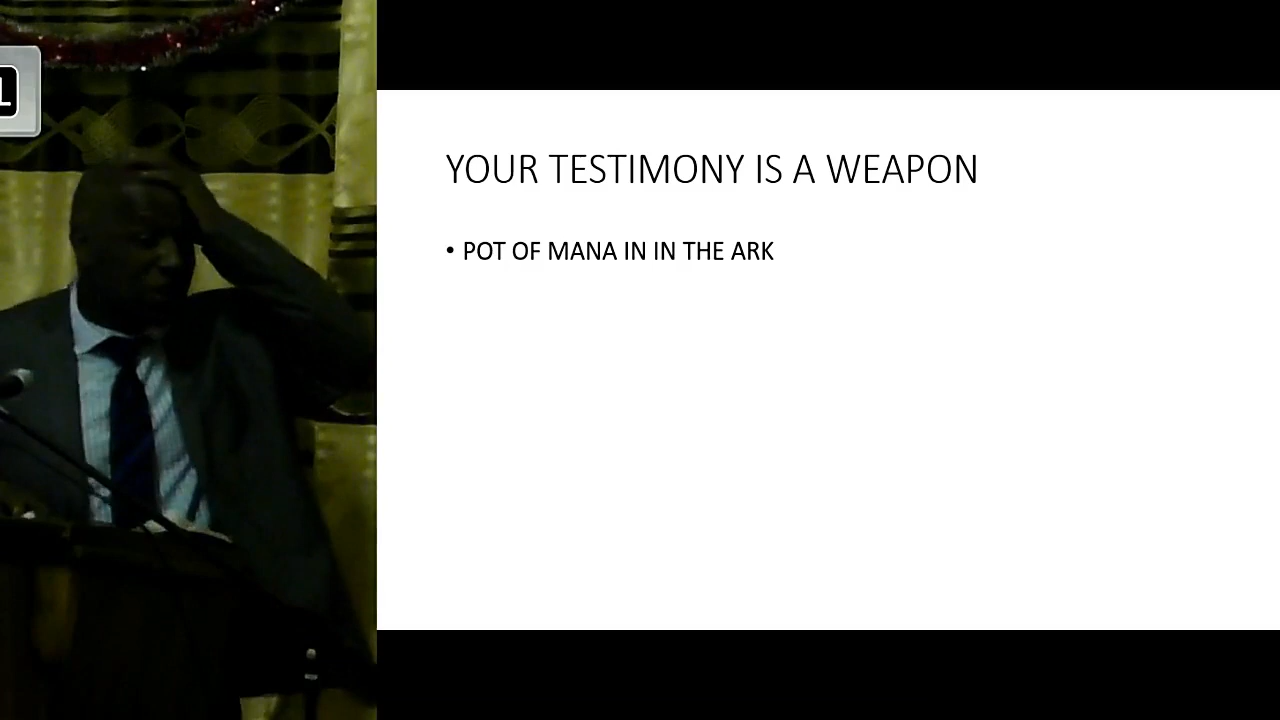 YOUR TESTIMONY IS A WEAPON
• POT OF MANA IN IN THE ARK